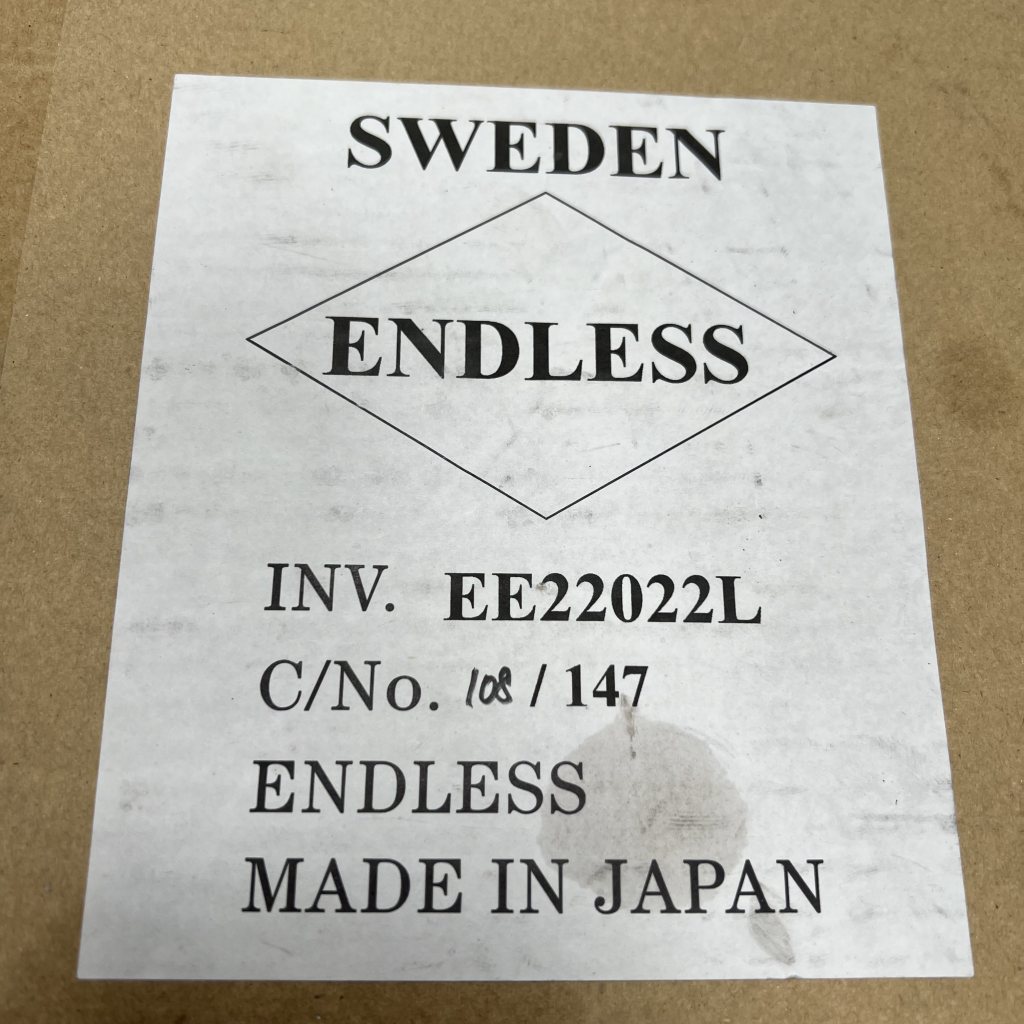 SWEDEN
ENDLESS
INV. EE22022L
C/No. 108 / 147
ENDLESS
MADE IN JAPAN